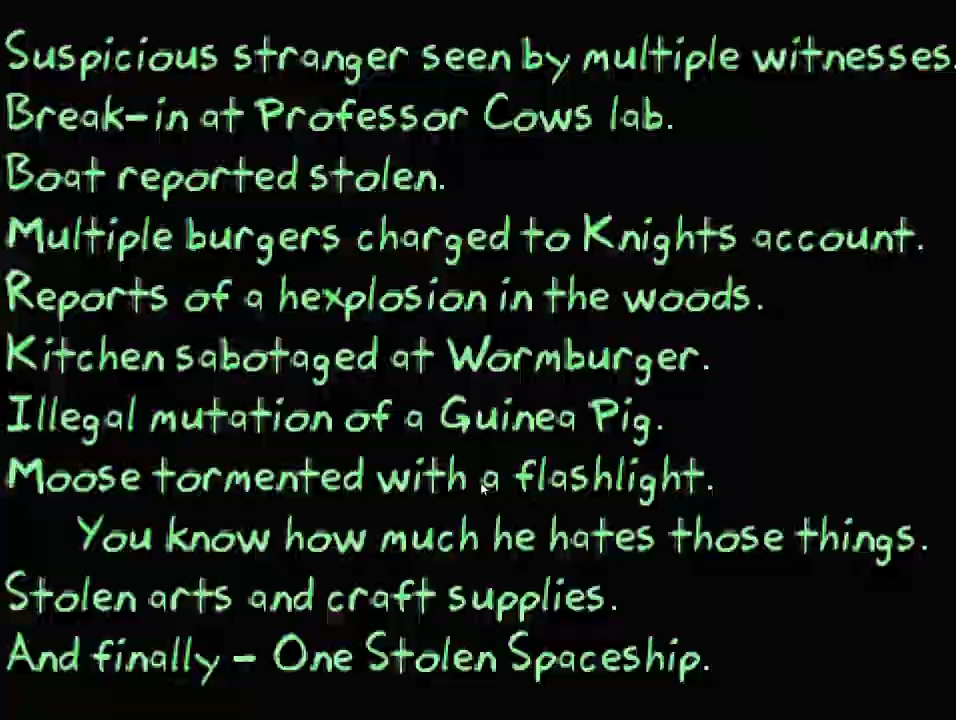 Suspicious stranger seen by multiple witnesses.
Break-in at Professor Cows lab.
Boat reported stolen.
Multiple burgers charged to Knights account.
Reports of a hexplosion in the woods.
Kitchen sabotaged at Wormburger.
Illegal mutation of a Guinea Pig.
Moose tormented with a flashlight.
You know how much he hates those things.
Stolen arts and craft supplies.
And finally - One Stolen Spaceship.